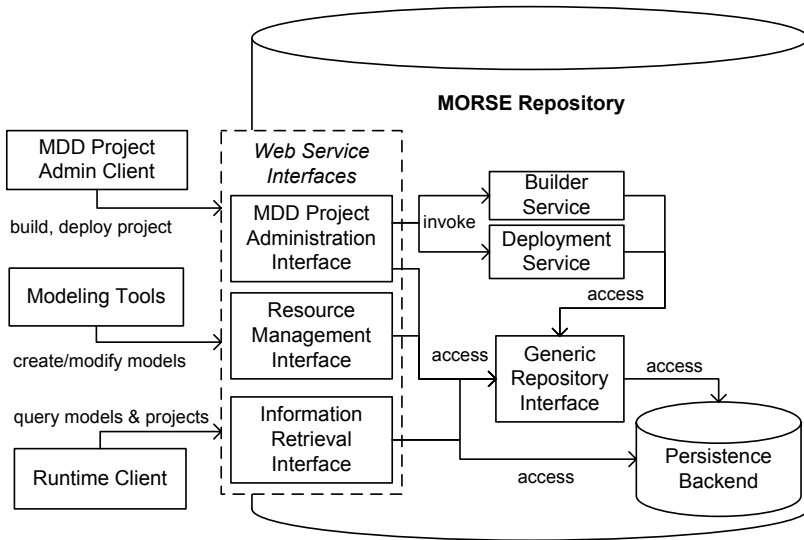 MORSE Repository
MDD Project
Admin Client
build, deploy project
Web Service
Interfaces
MDD Project
Administration
Interface
invoke
Builder
Service
Deployment
Service
access
Modeling Tools
create/modify models
Resource
Management
Interface
access
Generic
Repository
Interface
access
query models & projects
Runtime Client
Information
Retrieval
Interface
access
Persistence
Backend